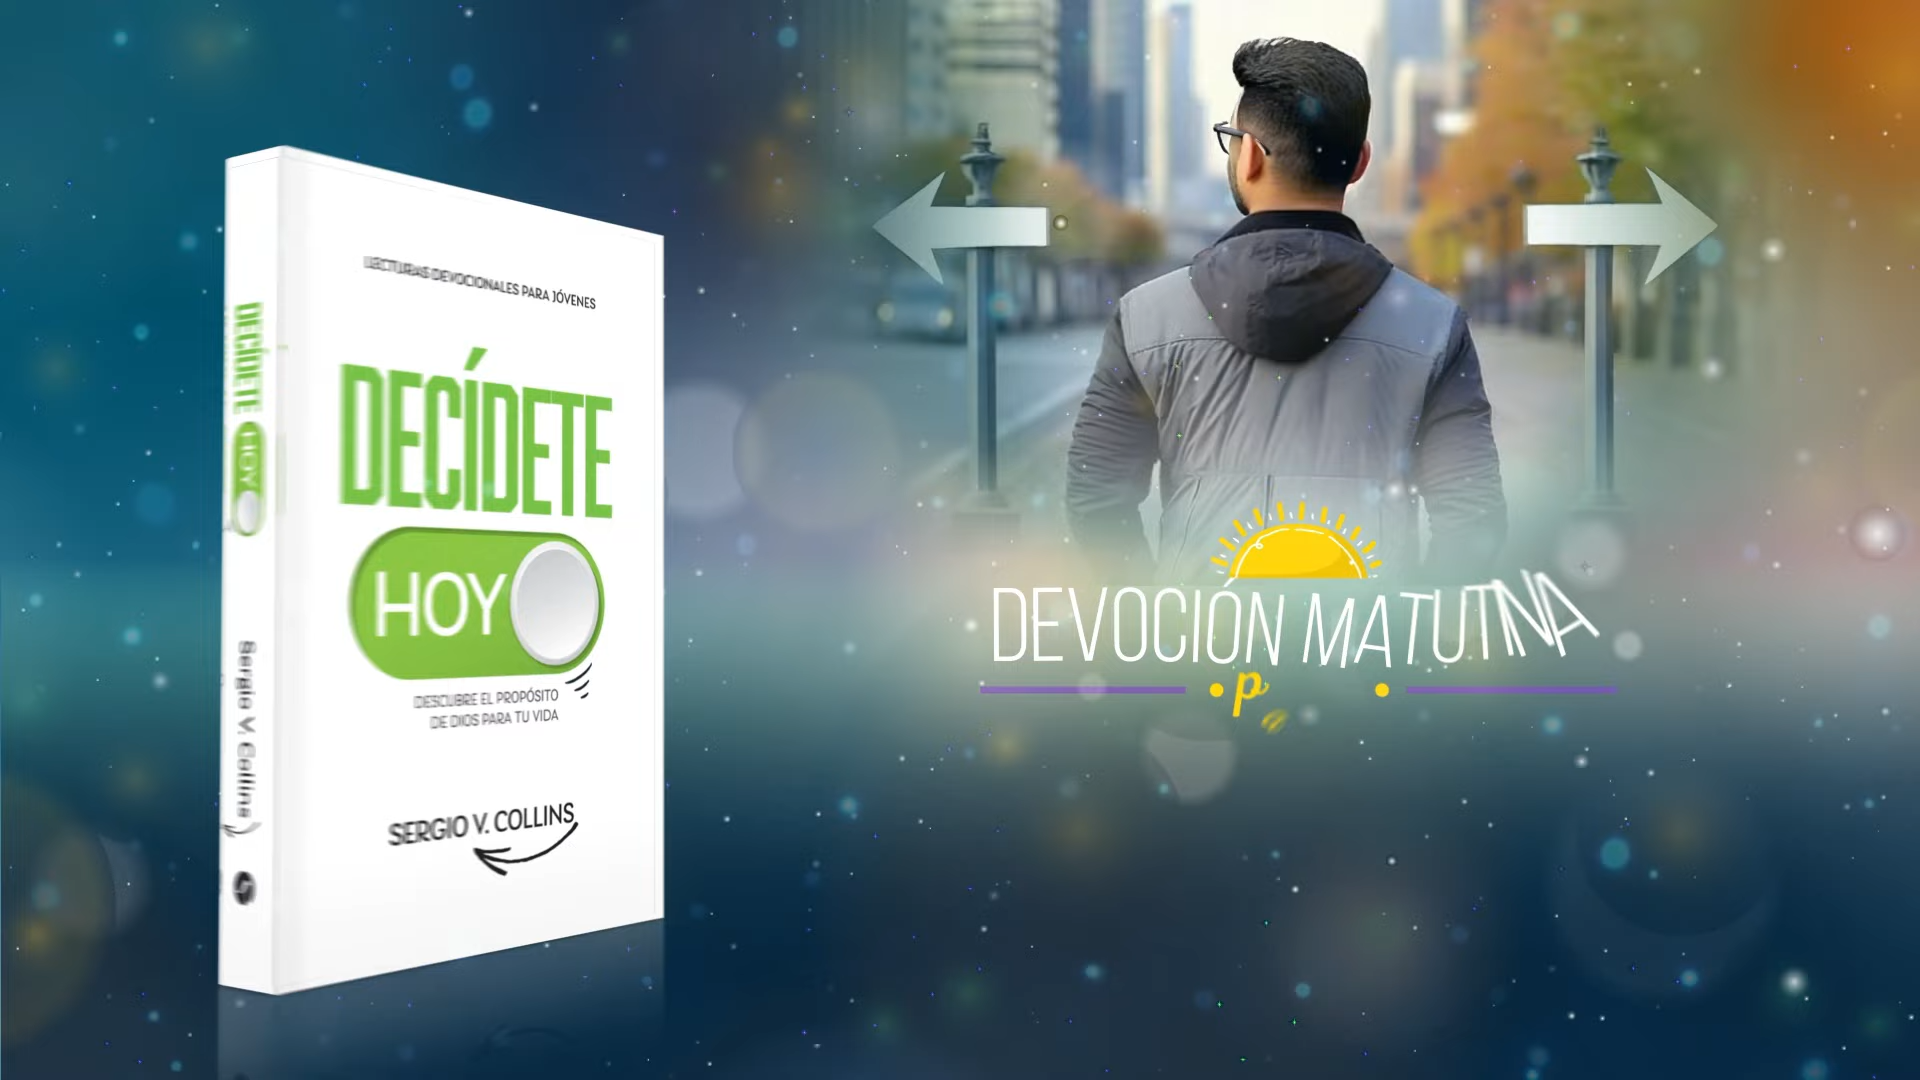 LECTURAS DEVOCIONALES PARA JÓVENES
DECÍDETE
HOY
DESCUBRE EL PROPÓSITO
DE DIOS PARA TU VIDA
SERGIO V. COLLINS
DECÍDETE HOY
Sergio V. Collins
DEVOCIÓN MATUTINA
pa